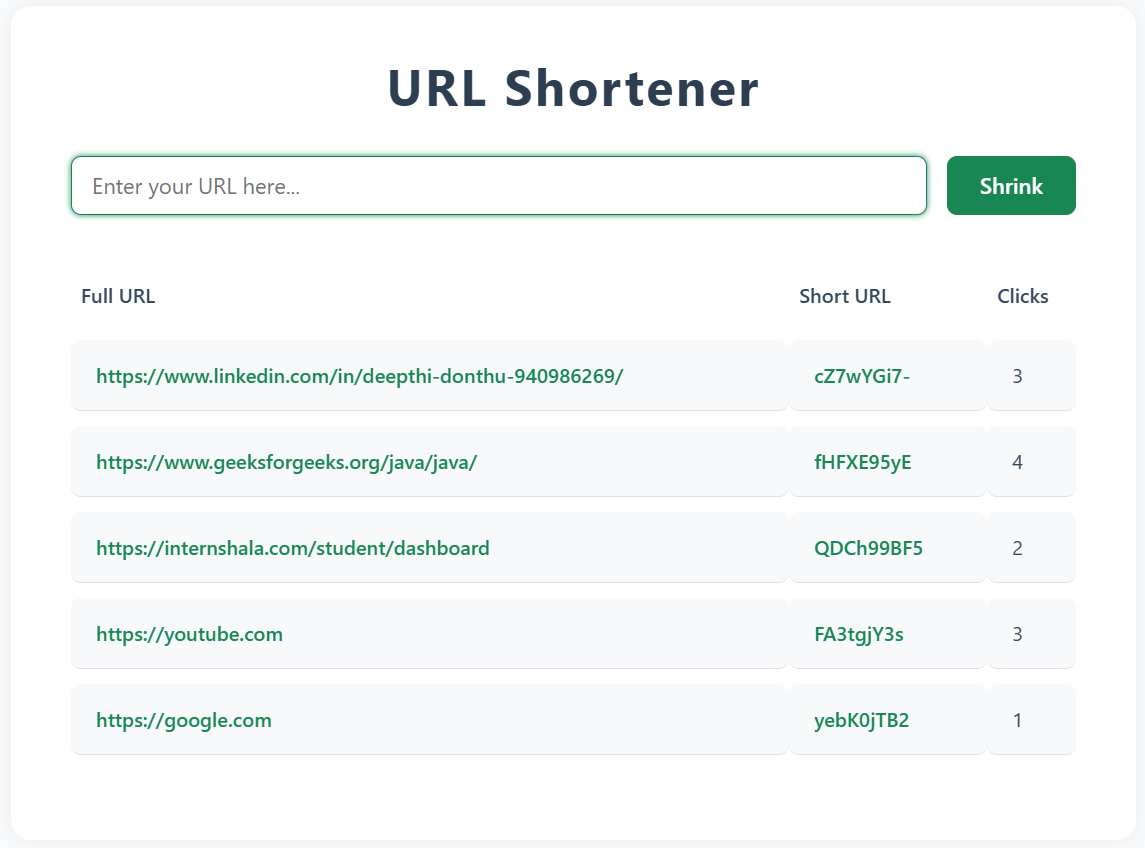 URL Shortener
Enter your URL here...
Shrink
Full URL Short URL Clicks
https://www.linkedin.com/in/deepthi-donthu-940986269/ cZ7wYGi7- 3
https://www.geeksforgeeks.org/java/java/ fHFXE95yE 4
https://internshala.com/student/dashboard QDCh99BF5 2
https://youtube.com FA3tgjY3s 3
https://google.com yebK0jTB2 1